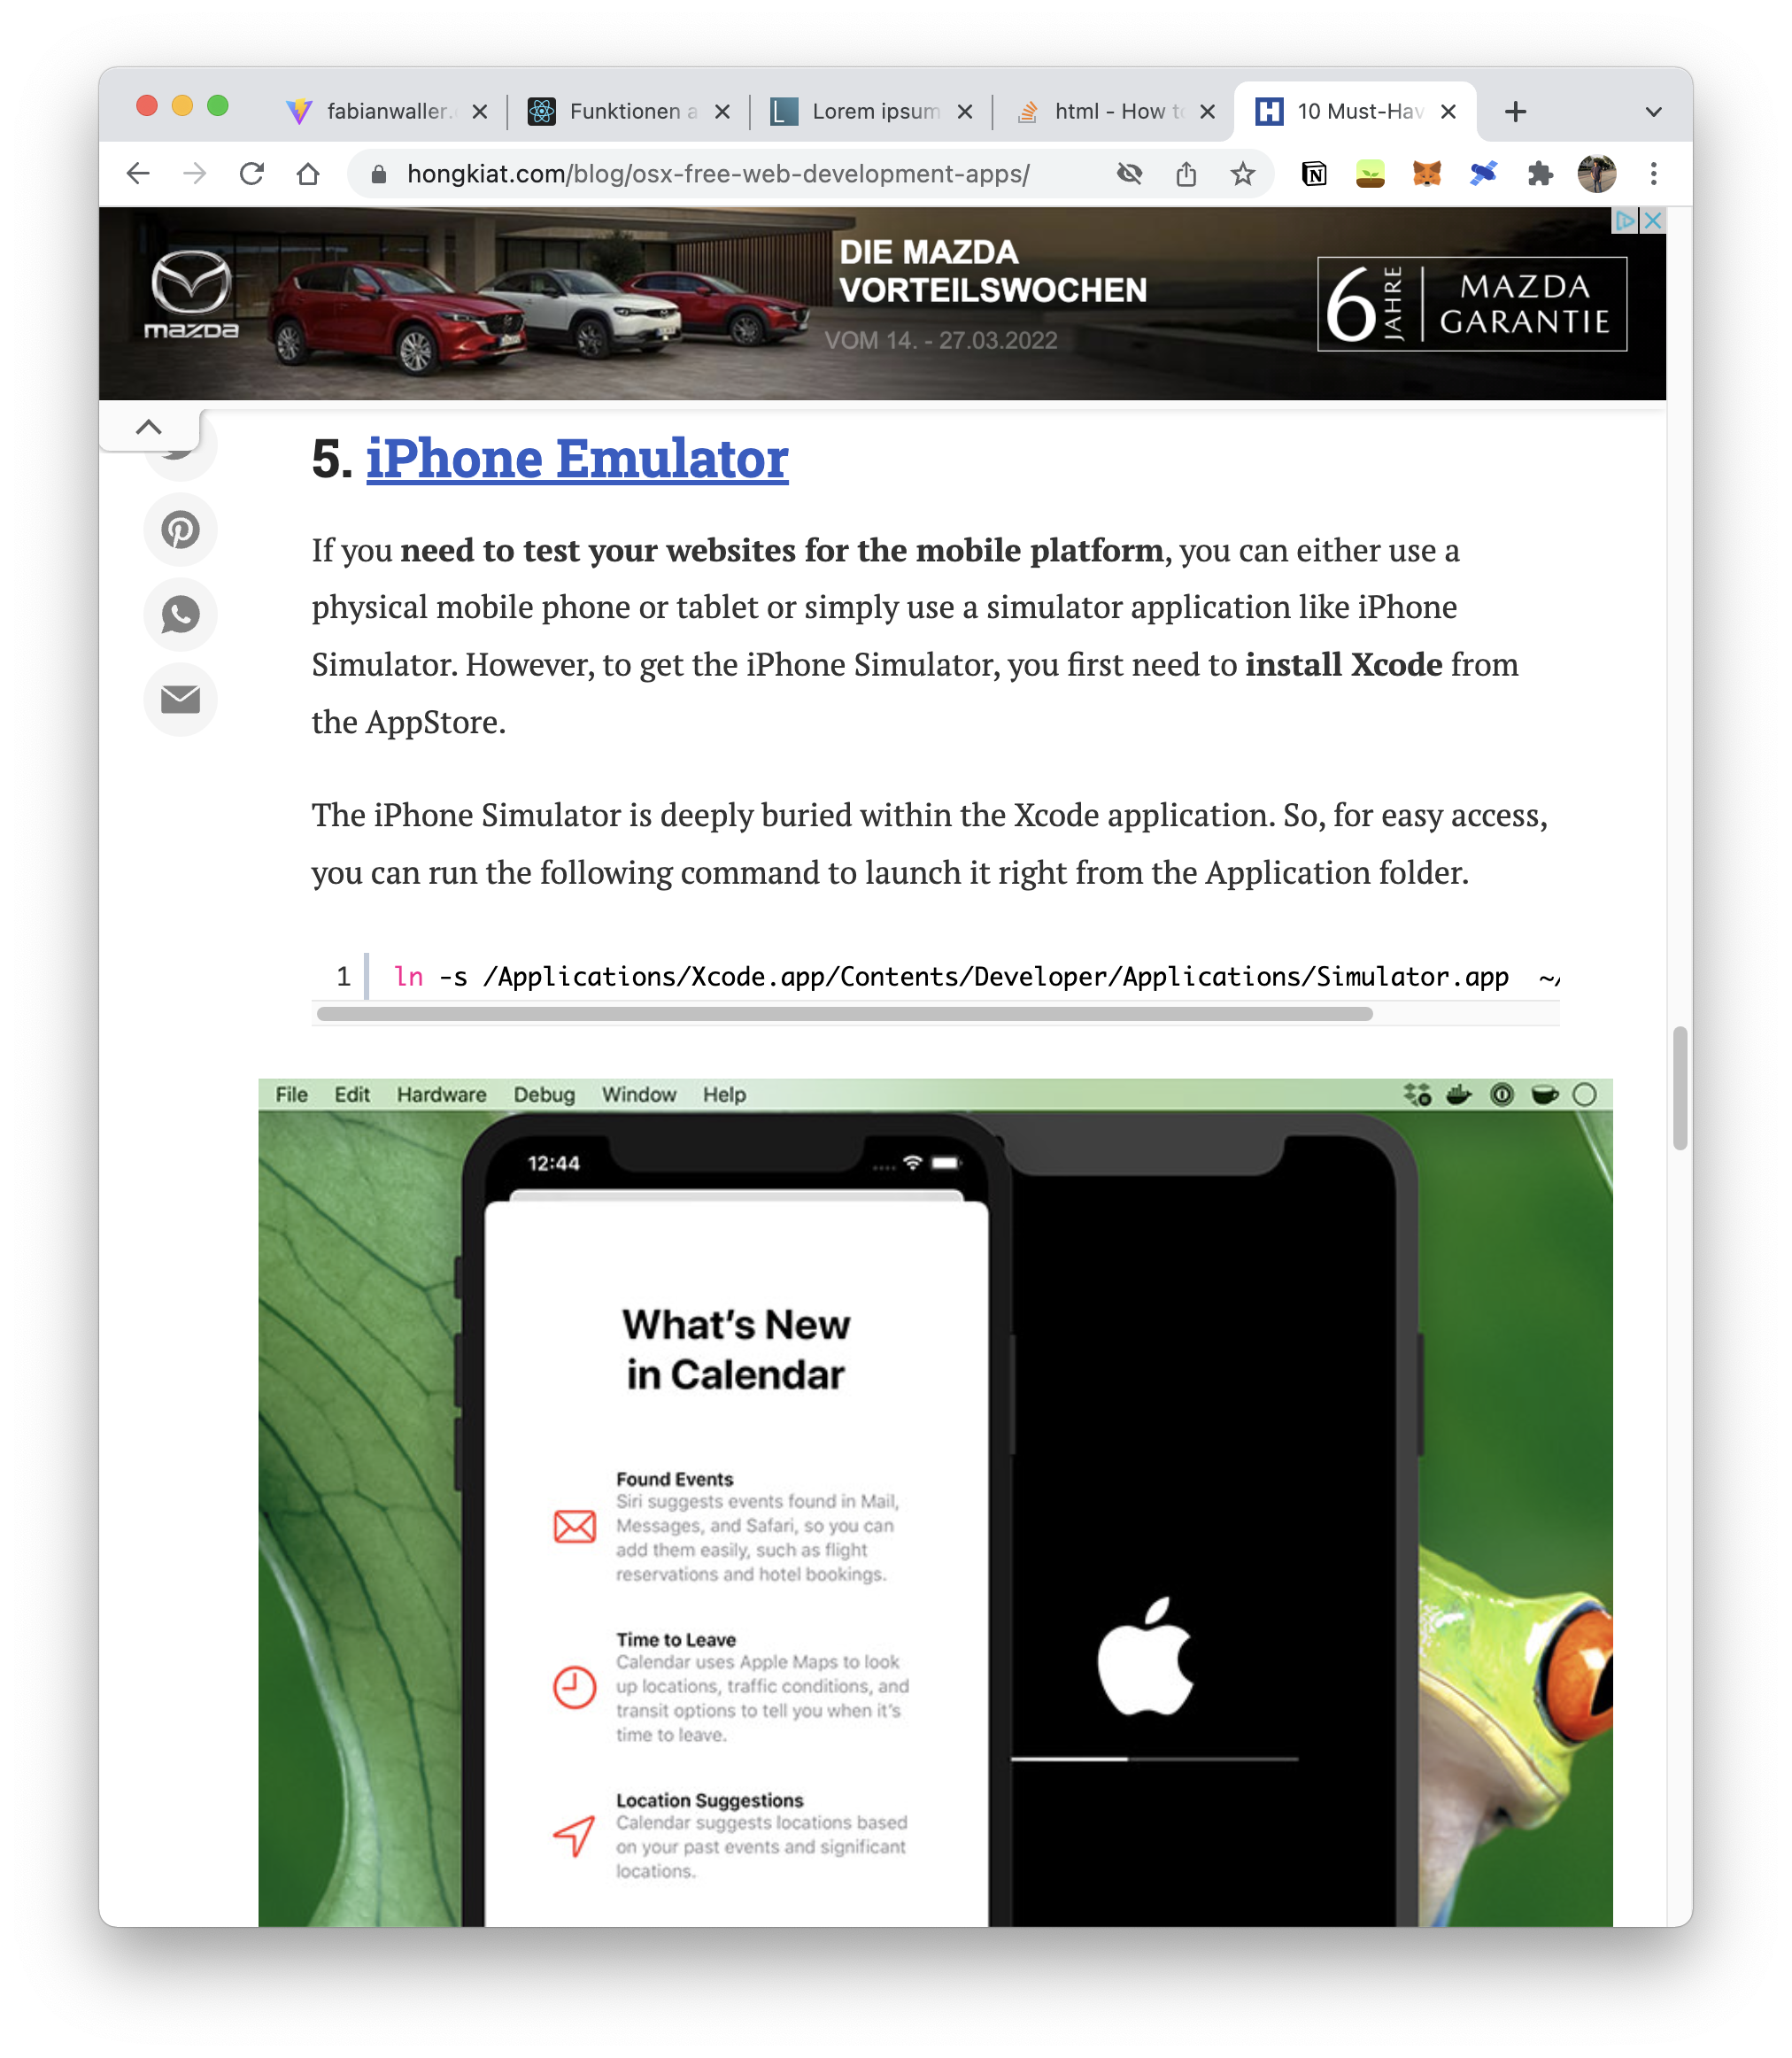 fabianwaller.
Funktionen a
Lorem ipsum
html - How to
10 Must-Hav
hongkiat.com/blog/osx-free-web-development-apps/
mazda
DIE MAZDA
VORTEILSWOCHEN
VOM 14. - 27.03.2022
6 JAHRE
MAZDA
GARANTIE
5. iPhone Emulator
If you need to test your websites for the mobile platform, you can either use a
physical mobile phone or tablet or simply use a simulator application like iPhone
Simulator. However, to get the iPhone Simulator, you first need to install Xcode from
the AppStore.
The iPhone Simulator is deeply buried within the Xcode application. So, for easy access,
you can run the following command to launch it right from the Application folder.
1 ln -s /Applications/Xcode.app/Contents/Developer/Applications/Simulator.app ~/
File Edit Hardware Debug Window Help
12:44
What's New
in Calendar
Found Events
Siri suggests events found in Mail,
Messages, and Safari, so you can
add them easily, such as flight
reservations and hotel bookings.
Time to Leave
Calendar uses Apple Maps to look
up locations, traffic conditions, and
transit options to tell you when it's
time to leave.
Location Suggestions
Calendar suggests locations based
on your past events and significant
locations.